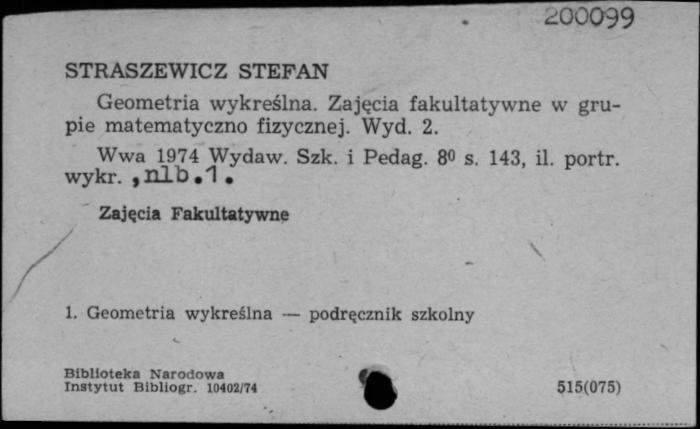 200099
STRASZEWICZ STEFAN
Geometria wykreślna. Zajęcia fakultatywne w gru-
pie matematyczno fizycznej. Wyd. 2.
Wwa 1974 Wydaw. Szk. i Pedag. 8⁰ s. 143, il. portr.
wykr. , nlb.1.
Zajęcia Fakultatywne
1. Geometria wykreślna — podręcznik szkolny
Biblioteka Narodowa
Instytut Bibliogr. 10402/74
515(075)